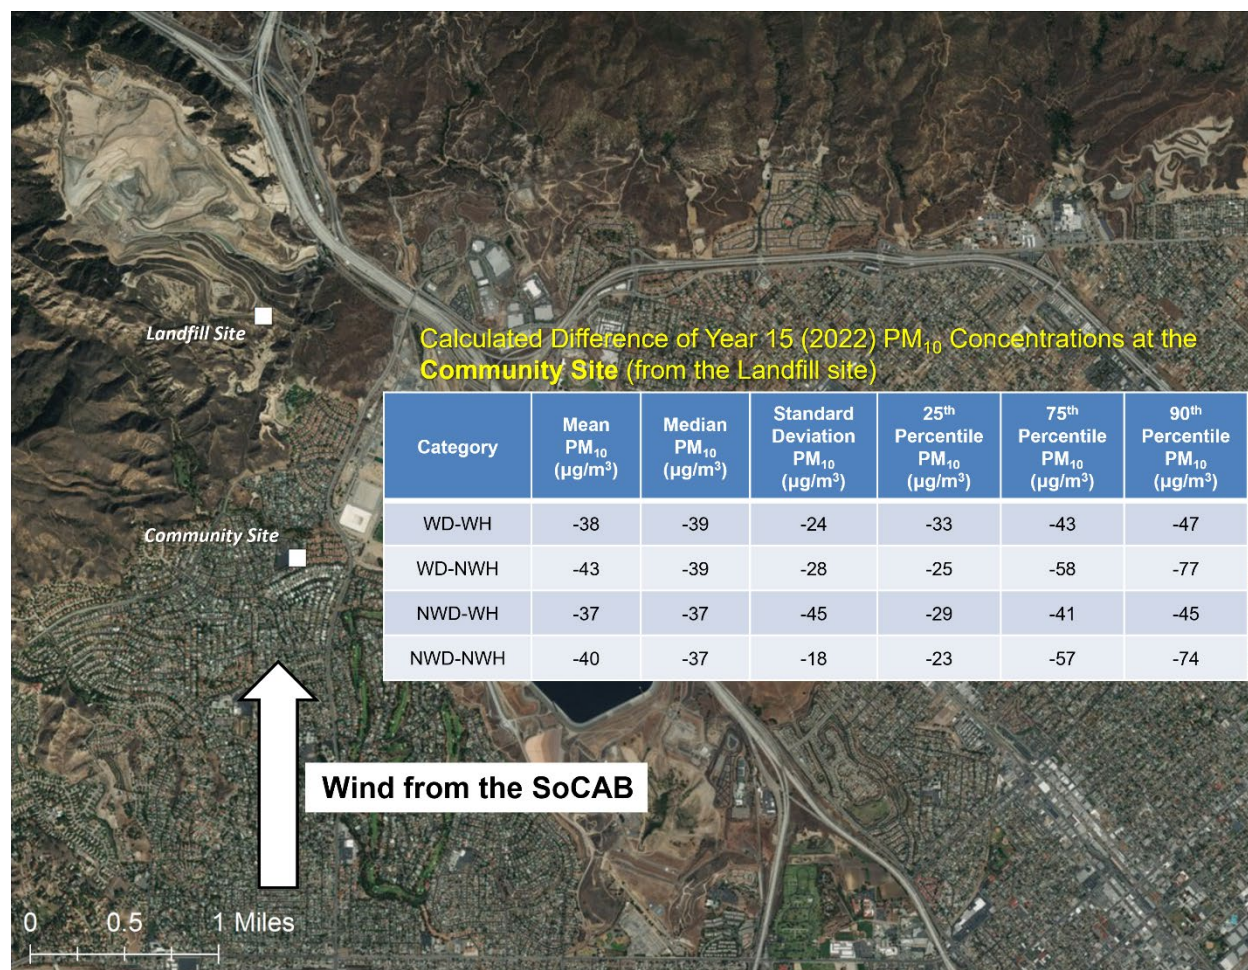 Landfill Site
Calculated Difference of Year 15 (2022) PM₁₀ Concentrations at the
Community Site (from the Landfill site)
Category
Mean
PM₁₀
(µg/m³)
Median
PM₁₀
(µg/m³)
Standard
Deviation
PM₁₀
(µg/m³)
25th
Percentile
PM₁₀
(µg/m³)
75th
Percentile
PM₁₀
(µg/m³)
90th
Percentile
PM₁₀
(µg/m³)
WD-WH -38 -39 -24 -33 -43 -47
WD-NWH -43 -39 -28 -25 -58 -77
NWD-WH -37 -37 -45 -29 -41 -45
NWD-NWH -40 -37 -18 -23 -57 -74
Community Site
Wind from the SoCAB
0 0.5 1 Miles